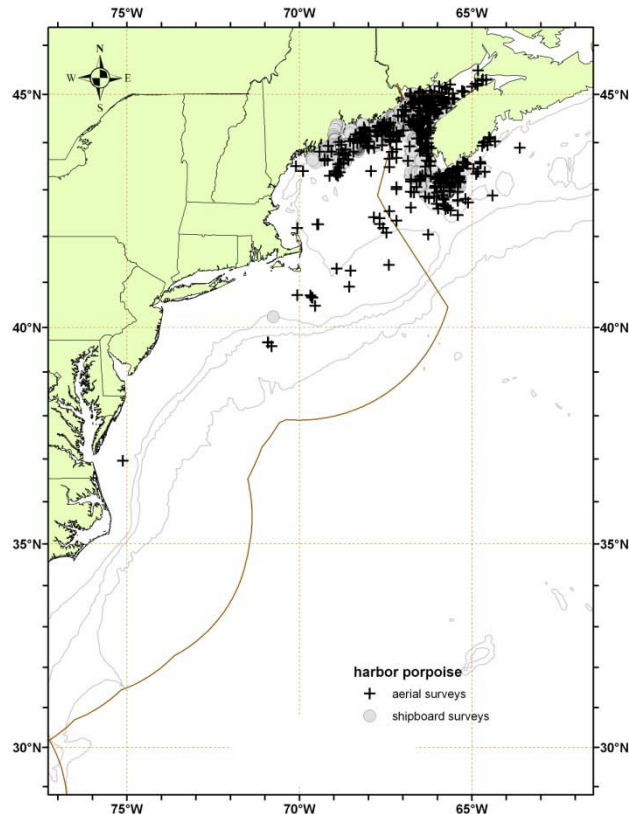 75°W 70°W 65°W
N
W E
S
45°N 45°N
40°N 40°N
35°N 35°N
harbor porpoise
aerial surveys
shipboard surveys
30°N 30°N
75°W 70°W 65°W